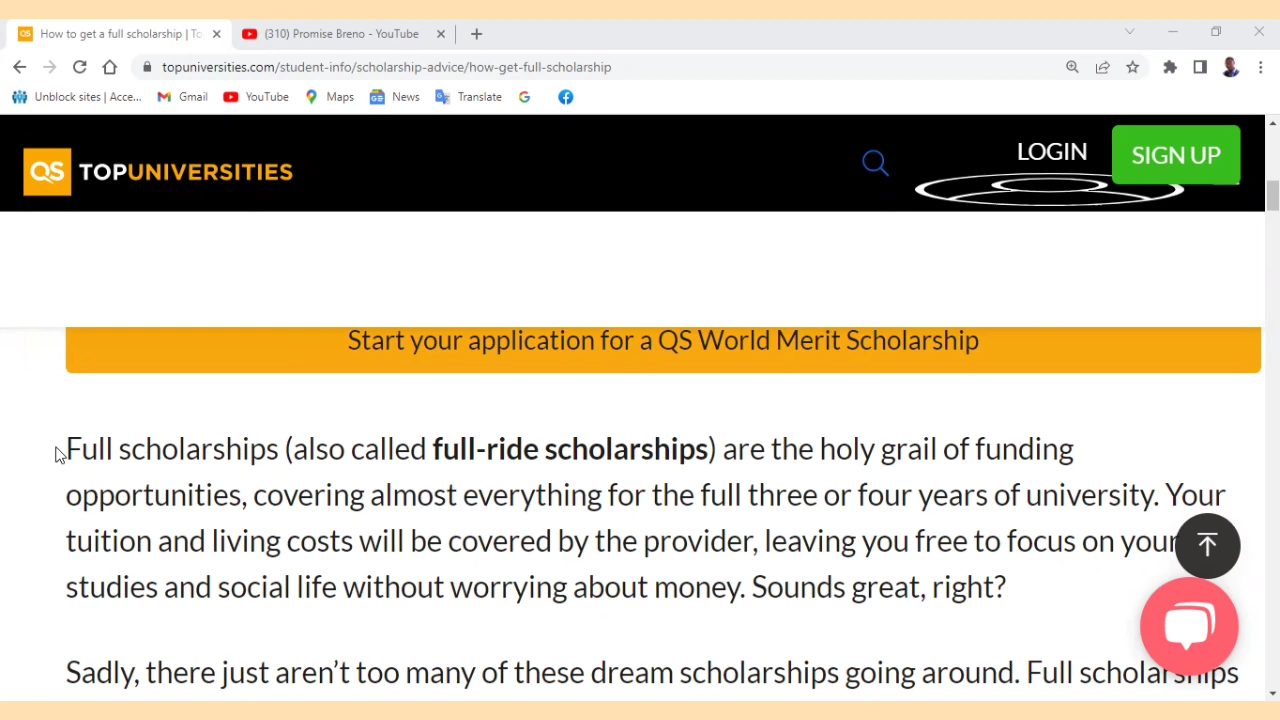 How to get a full scholarship | To
(310) Promise Breno - YouTube
topuniversities.com/student-info/scholarship-advice/how-get-full-scholarship
Unblock sites | Acce... Gmail YouTube Maps News Translate
QS TOPUNIVERSITIES
LOGIN
SIGN UP
Start your application for a QS World Merit Scholarship
Full scholarships (also called full-ride scholarships) are the holy grail of funding
opportunities, covering almost everything for the full three or four years of university. Your
tuition and living costs will be covered by the provider, leaving you free to focus on your
studies and social life without worrying about money. Sounds great, right?
Sadly, there just aren’t too many of these dream scholarships going around. Full scholarships